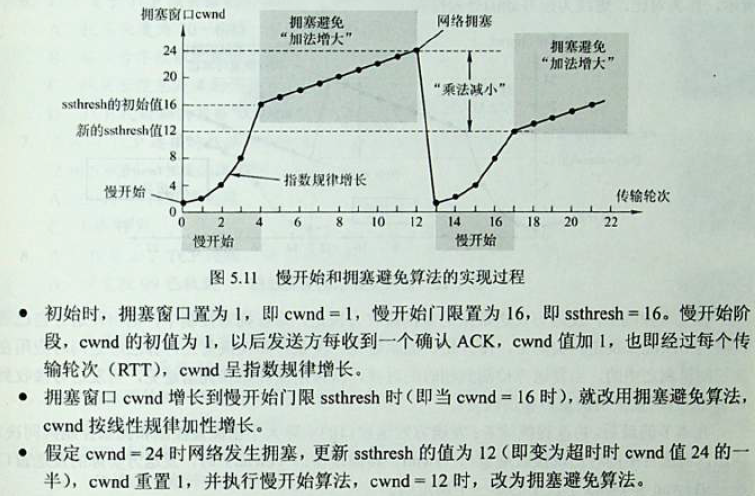 拥塞窗口cwnd
拥塞避免
“加法增大”
网络拥塞
拥塞避免
“加法增大”
24
20
ssthresh的初始值16
“乘法减小”
新的ssthresh值12
8
指数规律增长
慢开始
4
传输轮次
0
0 2 4 6 8 10 12 14 16 18 20 22
慢开始
慢开始
图 5.11 慢开始和拥塞避免算法的实现过程
● 初始时，拥塞窗口置为 1，即 cwnd = 1，慢开始门限置为 16，即 ssthresh = 16。慢开始阶
段，cwnd 的初值为 1，以后发送方每收到一个确认 ACK，cwnd 值加 1，也即经过每个传
输轮次（RTT），cwnd 呈指数规律增长。
● 拥塞窗口 cwnd 增长到慢开始门限 ssthresh 时（即当 cwnd = 16 时），就改用拥塞避免算法，
cwnd 按线性规律加性增长。
● 假定 cwnd = 24 时网络发生拥塞，更新 ssthresh 的值为 12（即变为超时时 cwnd 值 24 的一
半），cwnd 重置 1，并执行慢开始算法，cwnd = 12 时，改为拥塞避免算法。